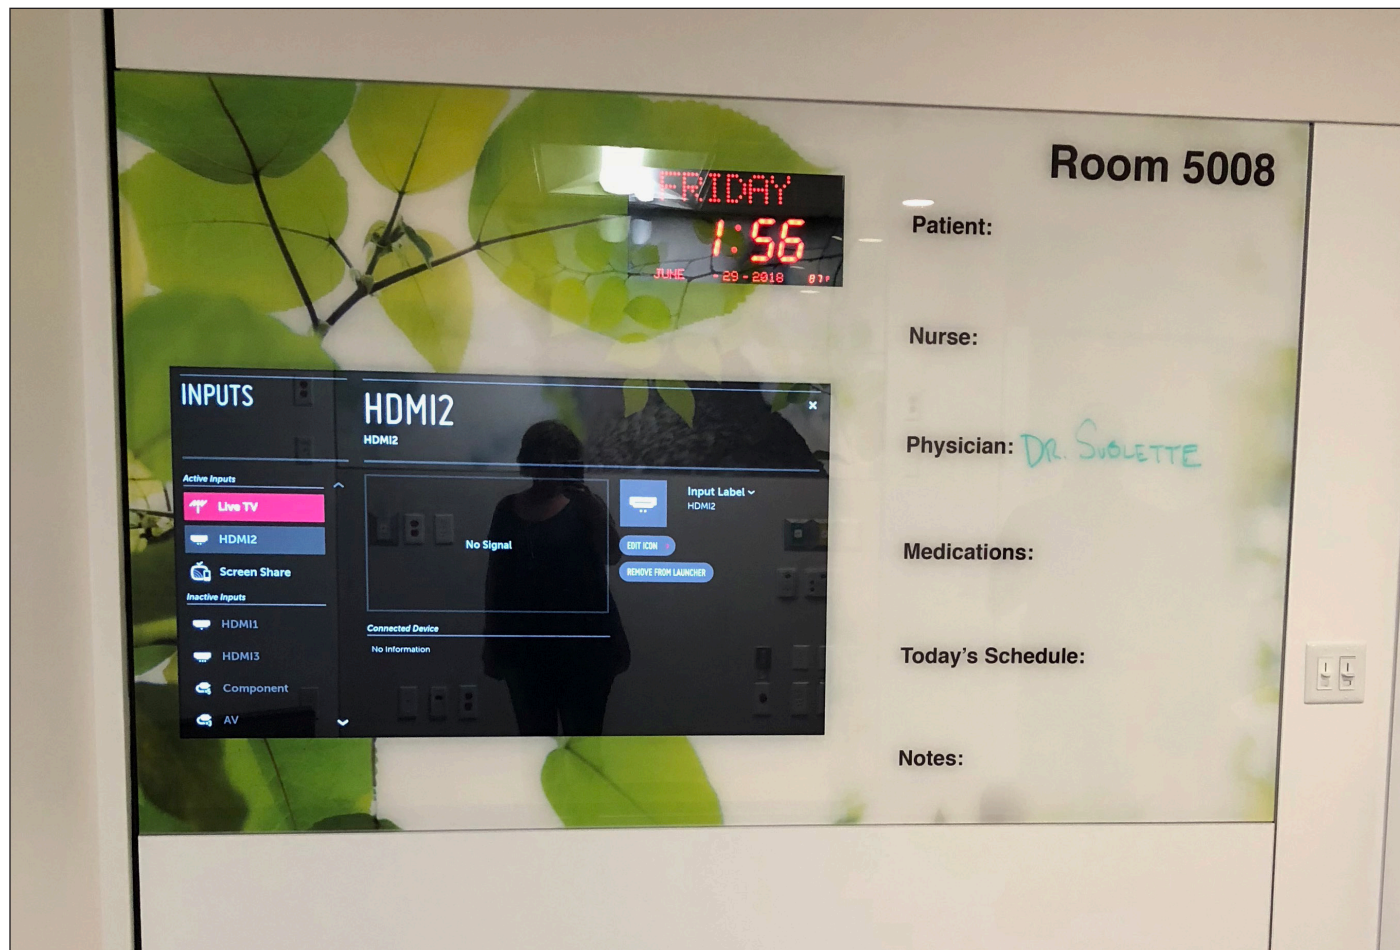 Room 5008
FRIDAY
1:56
JUNE - 29 - 2018 87F
Patient:
Nurse:
Physician: DR. SUBLETTE
Medications:
Today's Schedule:
Notes:
INPUTS
Active Inputs
Live TV
HDMI2
Screen Share
Inactive Inputs
HDMI1
HDMI3
Component
AV
HDMI2
HDMI2
×
No Signal
Input Label
HDMI2
EDIT ICON
REMOVE FROM LAUNCHER
Connected Device
No Information